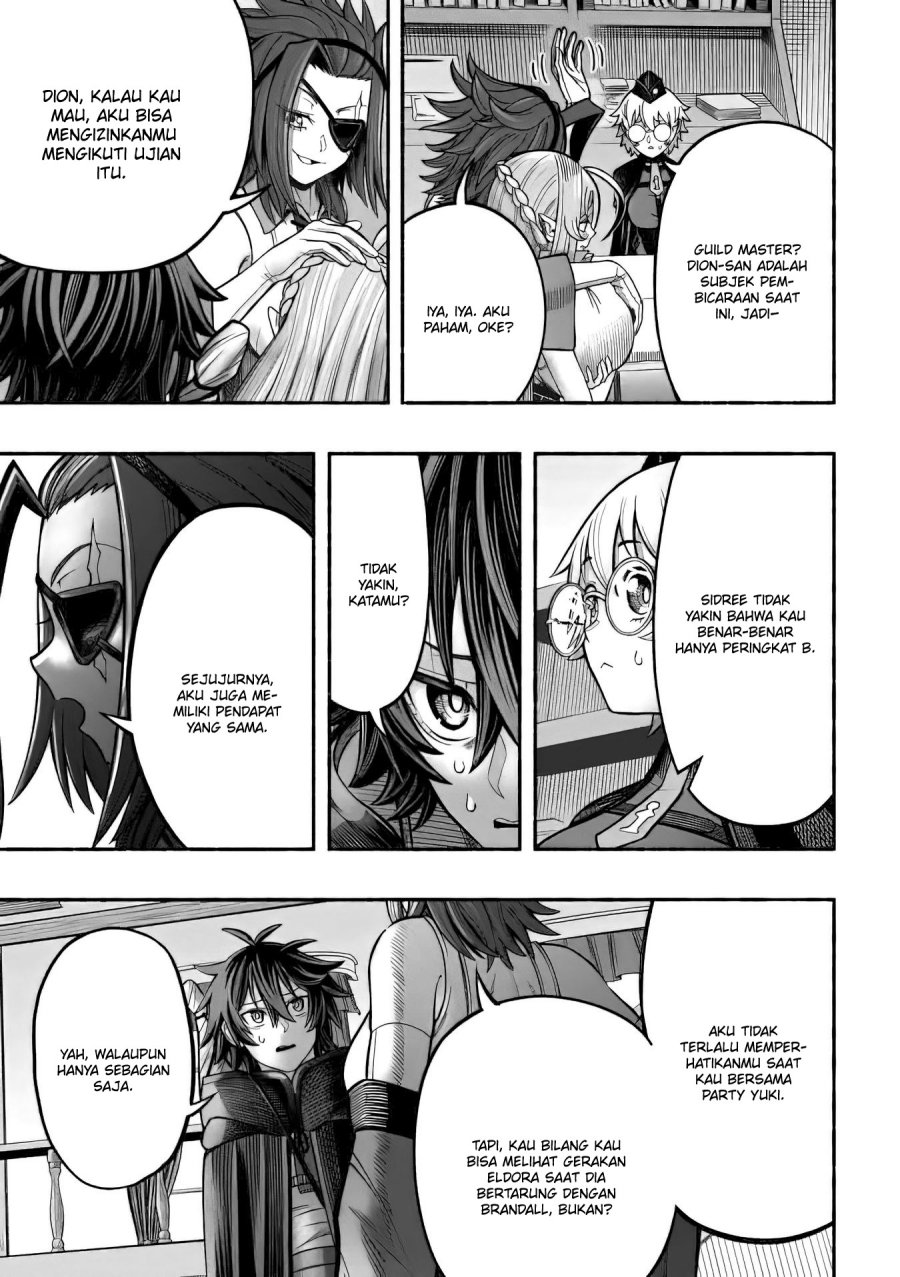 GUILD MASTER?
DION-SAN ADALAH
SUBJEK PEM-
BICARAAN SAAT
INI, JADI-
IYA, IYA. AKU
PAHAM, OKE?
DION, KALAU KAU
MAU, AKU BISA
MENGIZINKANMU
MENGIKUTI UJIAN
ITU.
SIDREE TIDAK
YAKIN BAHWA KAU
BENAR-BENAR
HANYA PERINGKAT B.
TIDAK
YAKIN,
KATAMU?
SEJUJURNYA,
AKU JUGA ME-
MILIKI PENDAPAT
YANG SAMA.
AKU TIDAK
TERLALU MEMPER-
HATIKANMU SAAT
KAU BERSAMA
PARTY YUKI.
TAPI, KAU BILANG KAU
BISA MELIHAT GERAKAN
ELDORA SAAT DIA
BERTARUNG DENGAN
BRANDALL, BUKAN?
YAH, WALAUPUN
HANYA SEBAGIAN
SAJA.